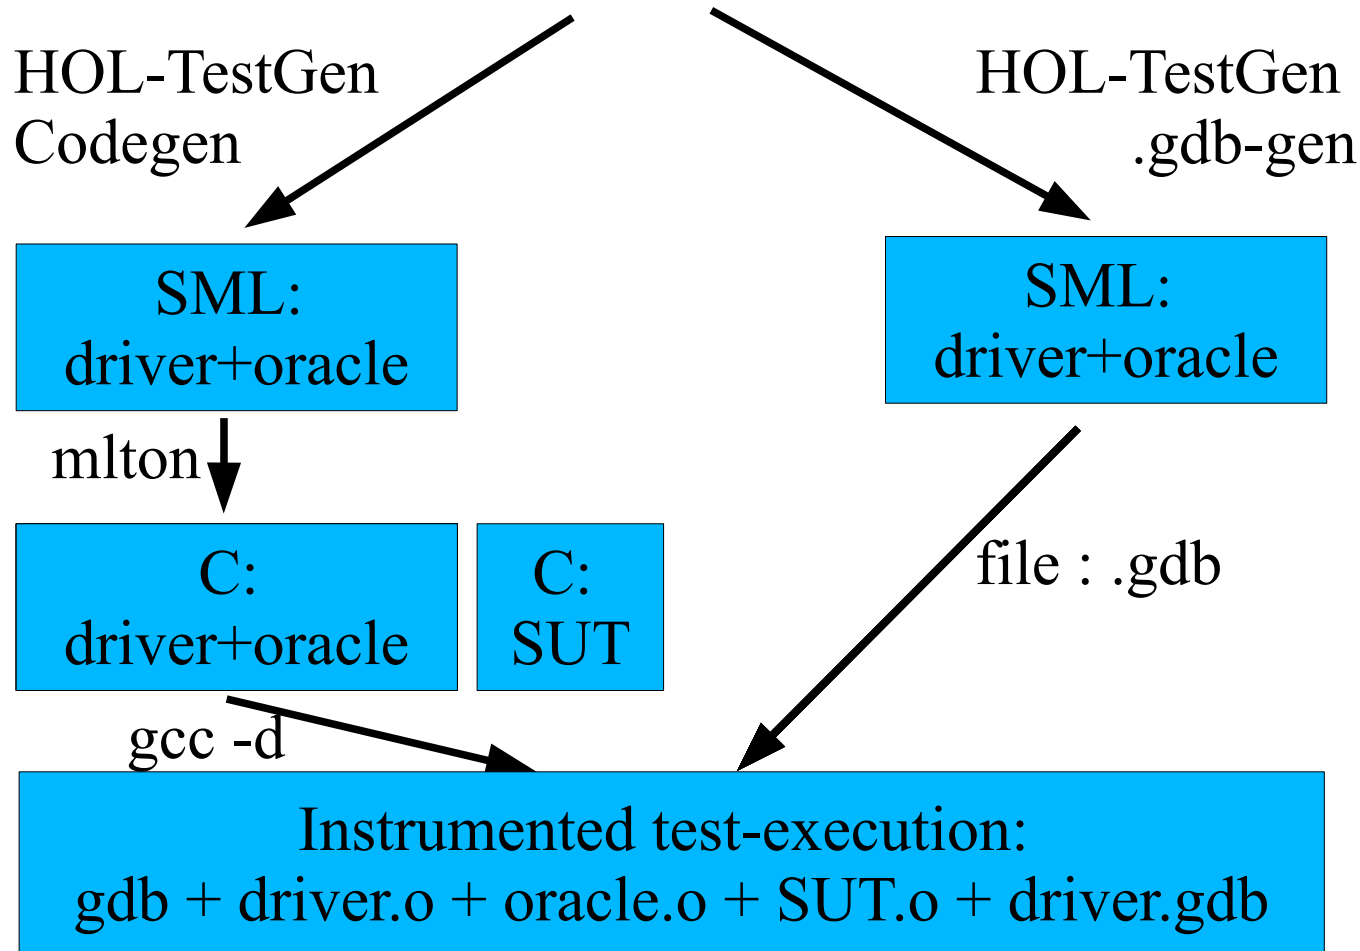 HOL-TestGen
Codegen
HOL-TestGen
.gdb-gen
SML:
driver+oracle
SML:
driver+oracle
mlton
C:
driver+oracle
C:
SUT
file : .gdb
gcc -d
Instrumented test-execution:
gdb + driver.o + oracle.o + SUT.o + driver.gdb